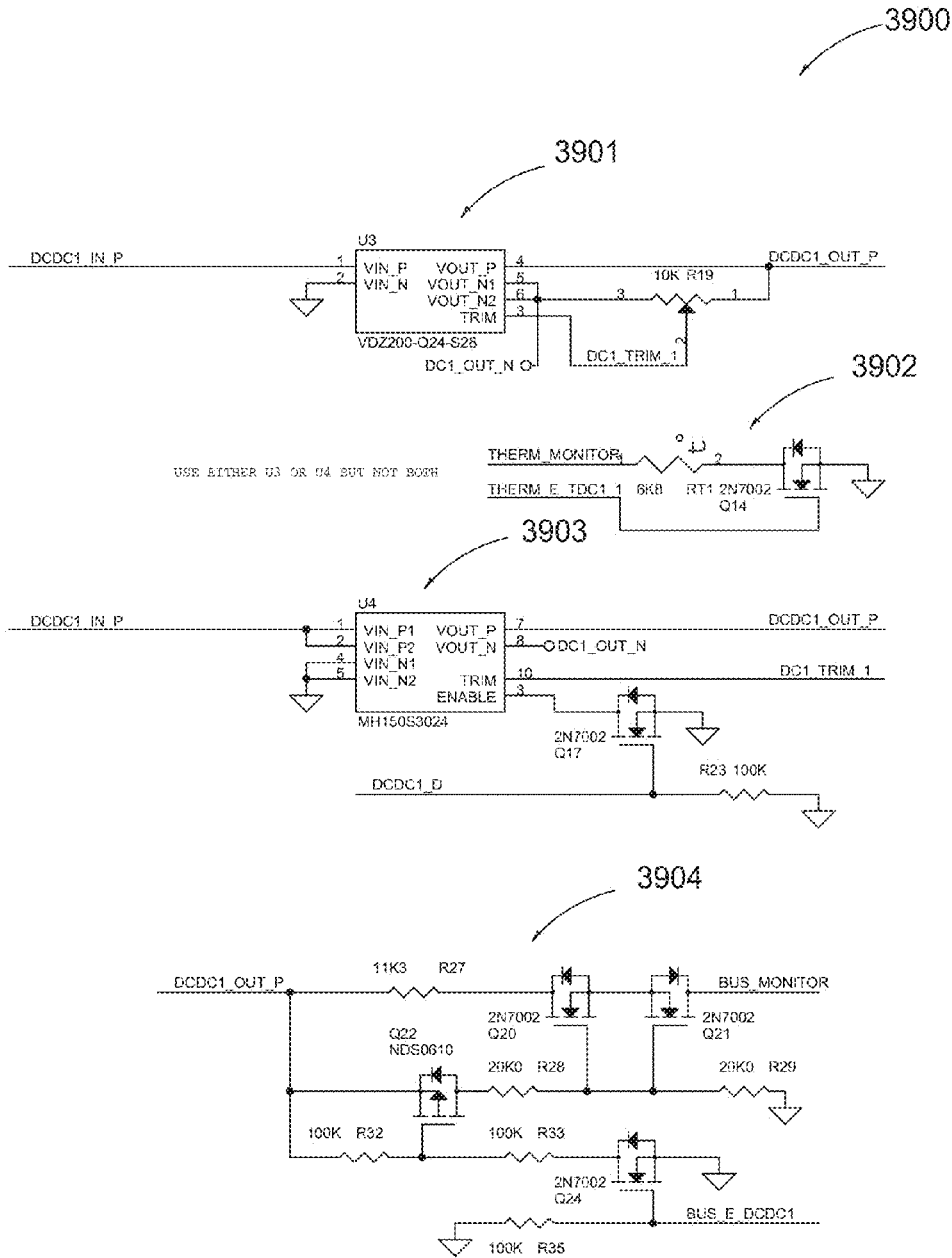 3900
3901
U3
DCDC1_IN_P
1 VIN_P VOUT_P 4
DCDC1_OUT_P
2 VIN_N VOUT_N1 5
VOUT_N2 6
TRIM 3
10K R19
3 1
2
VDZ200-Q24-S28
DC1_OUT_N
DC1_TRIM_1
3902
USE EITHER U3 OR U4 BUT NOT BOTH
THERM_MONITOR 1 2
THERM_E_TDC1_1 6K8 RT1 2N7002
Q14
3903
U4
DCDC1_IN_P
1 VIN_P1 VOUT_P 7
DCDC1_OUT_P
2 VIN_P2 VOUT_N 8 DC1_OUT_N
4 VIN_N1
5 VIN_N2 TRIM 10
DC1_TRIM_1
ENABLE 3
MH150S3024
2N7002
Q17
R23 100K
DCDC1_D
3904
DCDC1_OUT_P
11K3 R27
BUS_MONITOR
2N7002
Q20
2N7002
Q21
Q22
NDS0610
20K0 R28
20K0 R29
100K R32
100K R33
2N7002
Q24
BUS_E_DCDC1
100K R35